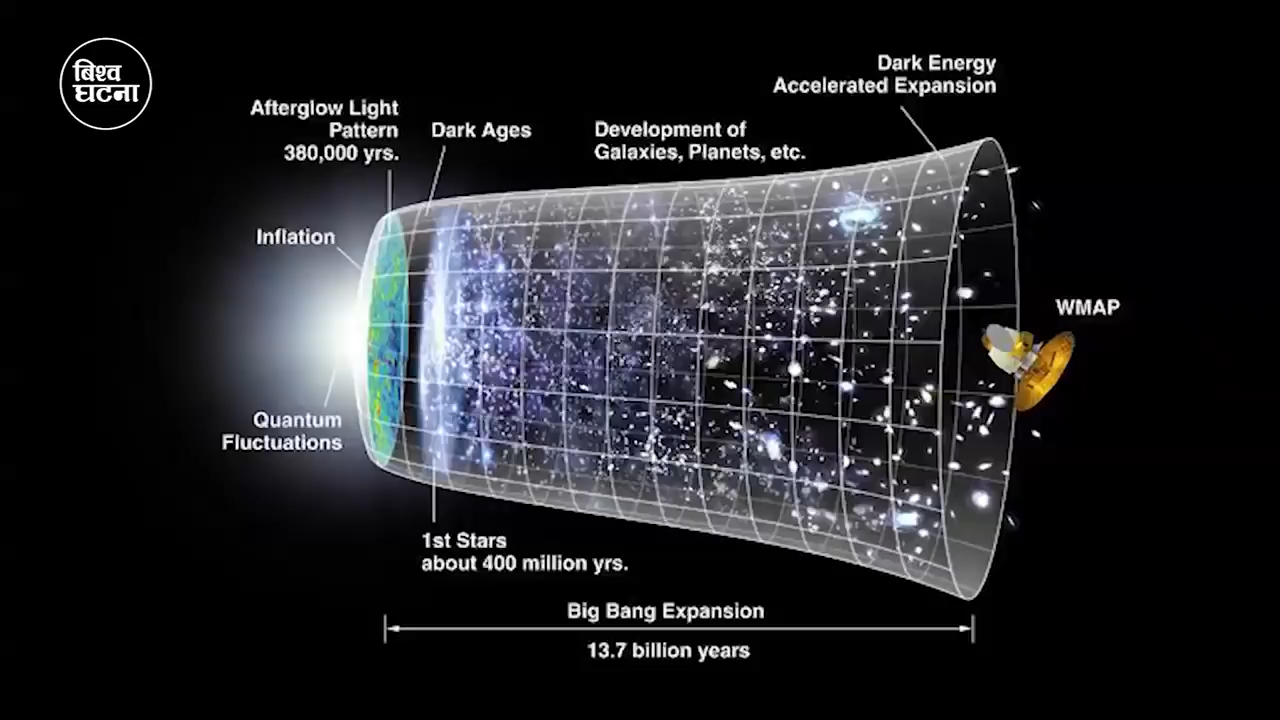 बिश्व
घटना
Dark Energy
Accelerated Expansion
Afterglow Light
Pattern
380,000 yrs.
Dark Ages
Development of
Galaxies, Planets, etc.
Inflation
WMAP
Quantum
Fluctuations
1st Stars
about 400 million yrs.
Big Bang Expansion
13.7 billion years